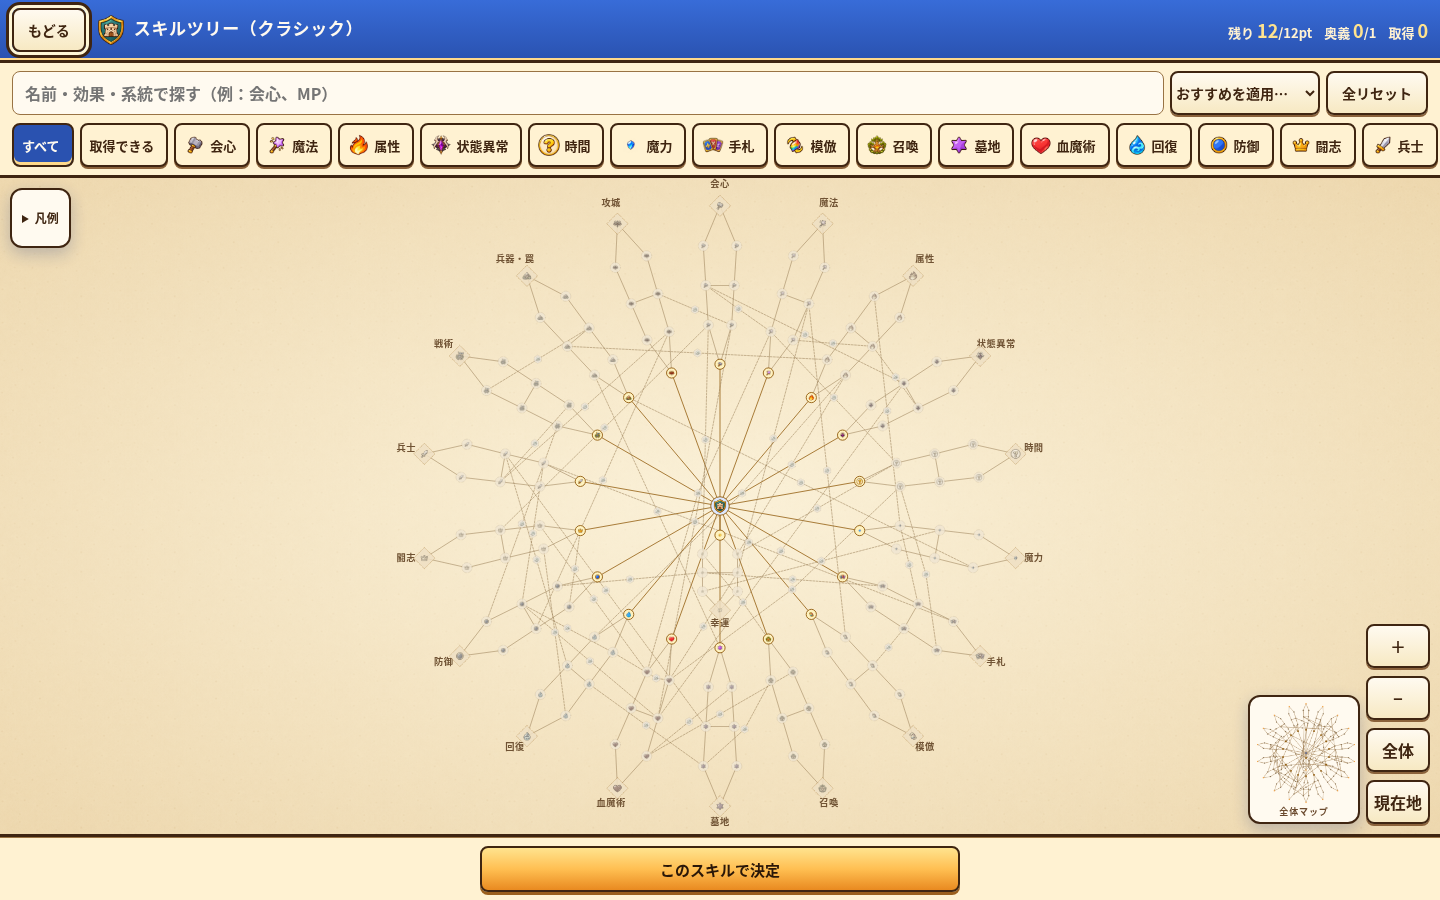 もどる
スキルツリー（クラシック）
残り 12/12pt 奥義 0/1 取得 0
名前・効果・系統で探す（例：会心、MP）
おすすめを適用…
全リセット
すべて
取得できる
会心
魔法
属性
状態異常
時間
魔力
手札
模倣
召喚
墓地
血魔術
回復
防御
闘志
兵士
▶ 凡例
会心
攻城
魔法
兵器・罠
属性
戦術
状態異常
兵士
時間
闘志
魔力
幸運
防御
手札
回復
模倣
血魔術
召喚
墓地
＋
−
全体
現在地
全体マップ
このスキルで決定